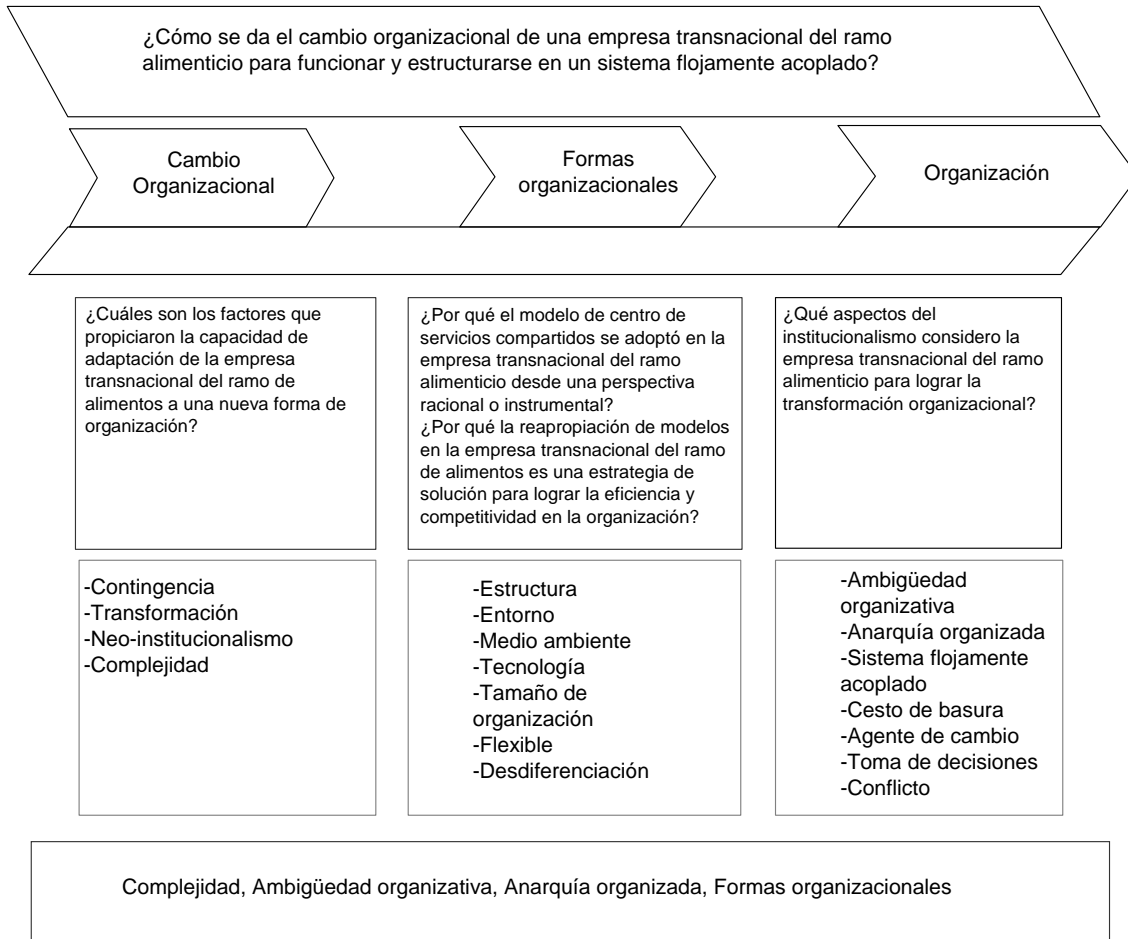 ¿Cómo se da el cambio organizacional de una empresa transnacional del ramo
alimenticio para funcionar y estructurarse en un sistema flojamente acoplado?
Cambio
Organizacional
Formas
organizacionales
Organización
¿Cuáles son los factores que
propiciaron la capacidad de
adaptación de la empresa
transnacional del ramo de
alimentos a una nueva forma de
organización?
¿Por qué el modelo de centro de
servicios compartidos se adoptó en la
empresa transnacional del ramo
alimenticio desde una perspectiva
racional o instrumental?
¿Por qué la reapropiación de modelos
en la empresa transnacional del ramo
de alimentos es una estrategia de
solución para lograr la eficiencia y
competitividad en la organización?
¿Qué aspectos del
institucionalismo considero la
empresa transnacional del ramo
alimenticio para lograr la
transformación organizacional?
-Contingencia
-Transformación
-Neo-institucionalismo
-Complejidad
-Estructura
-Entorno
-Medio ambiente
-Tecnología
-Tamaño de
organización
-Flexible
-Desdiferenciación
-Ambigüedad
organizativa
-Anarquía organizada
-Sistema flojamente
acoplado
-Cesto de basura
-Agente de cambio
-Toma de decisiones
-Conflicto
Complejidad, Ambigüedad organizativa, Anarquía organizada, Formas organizacionales